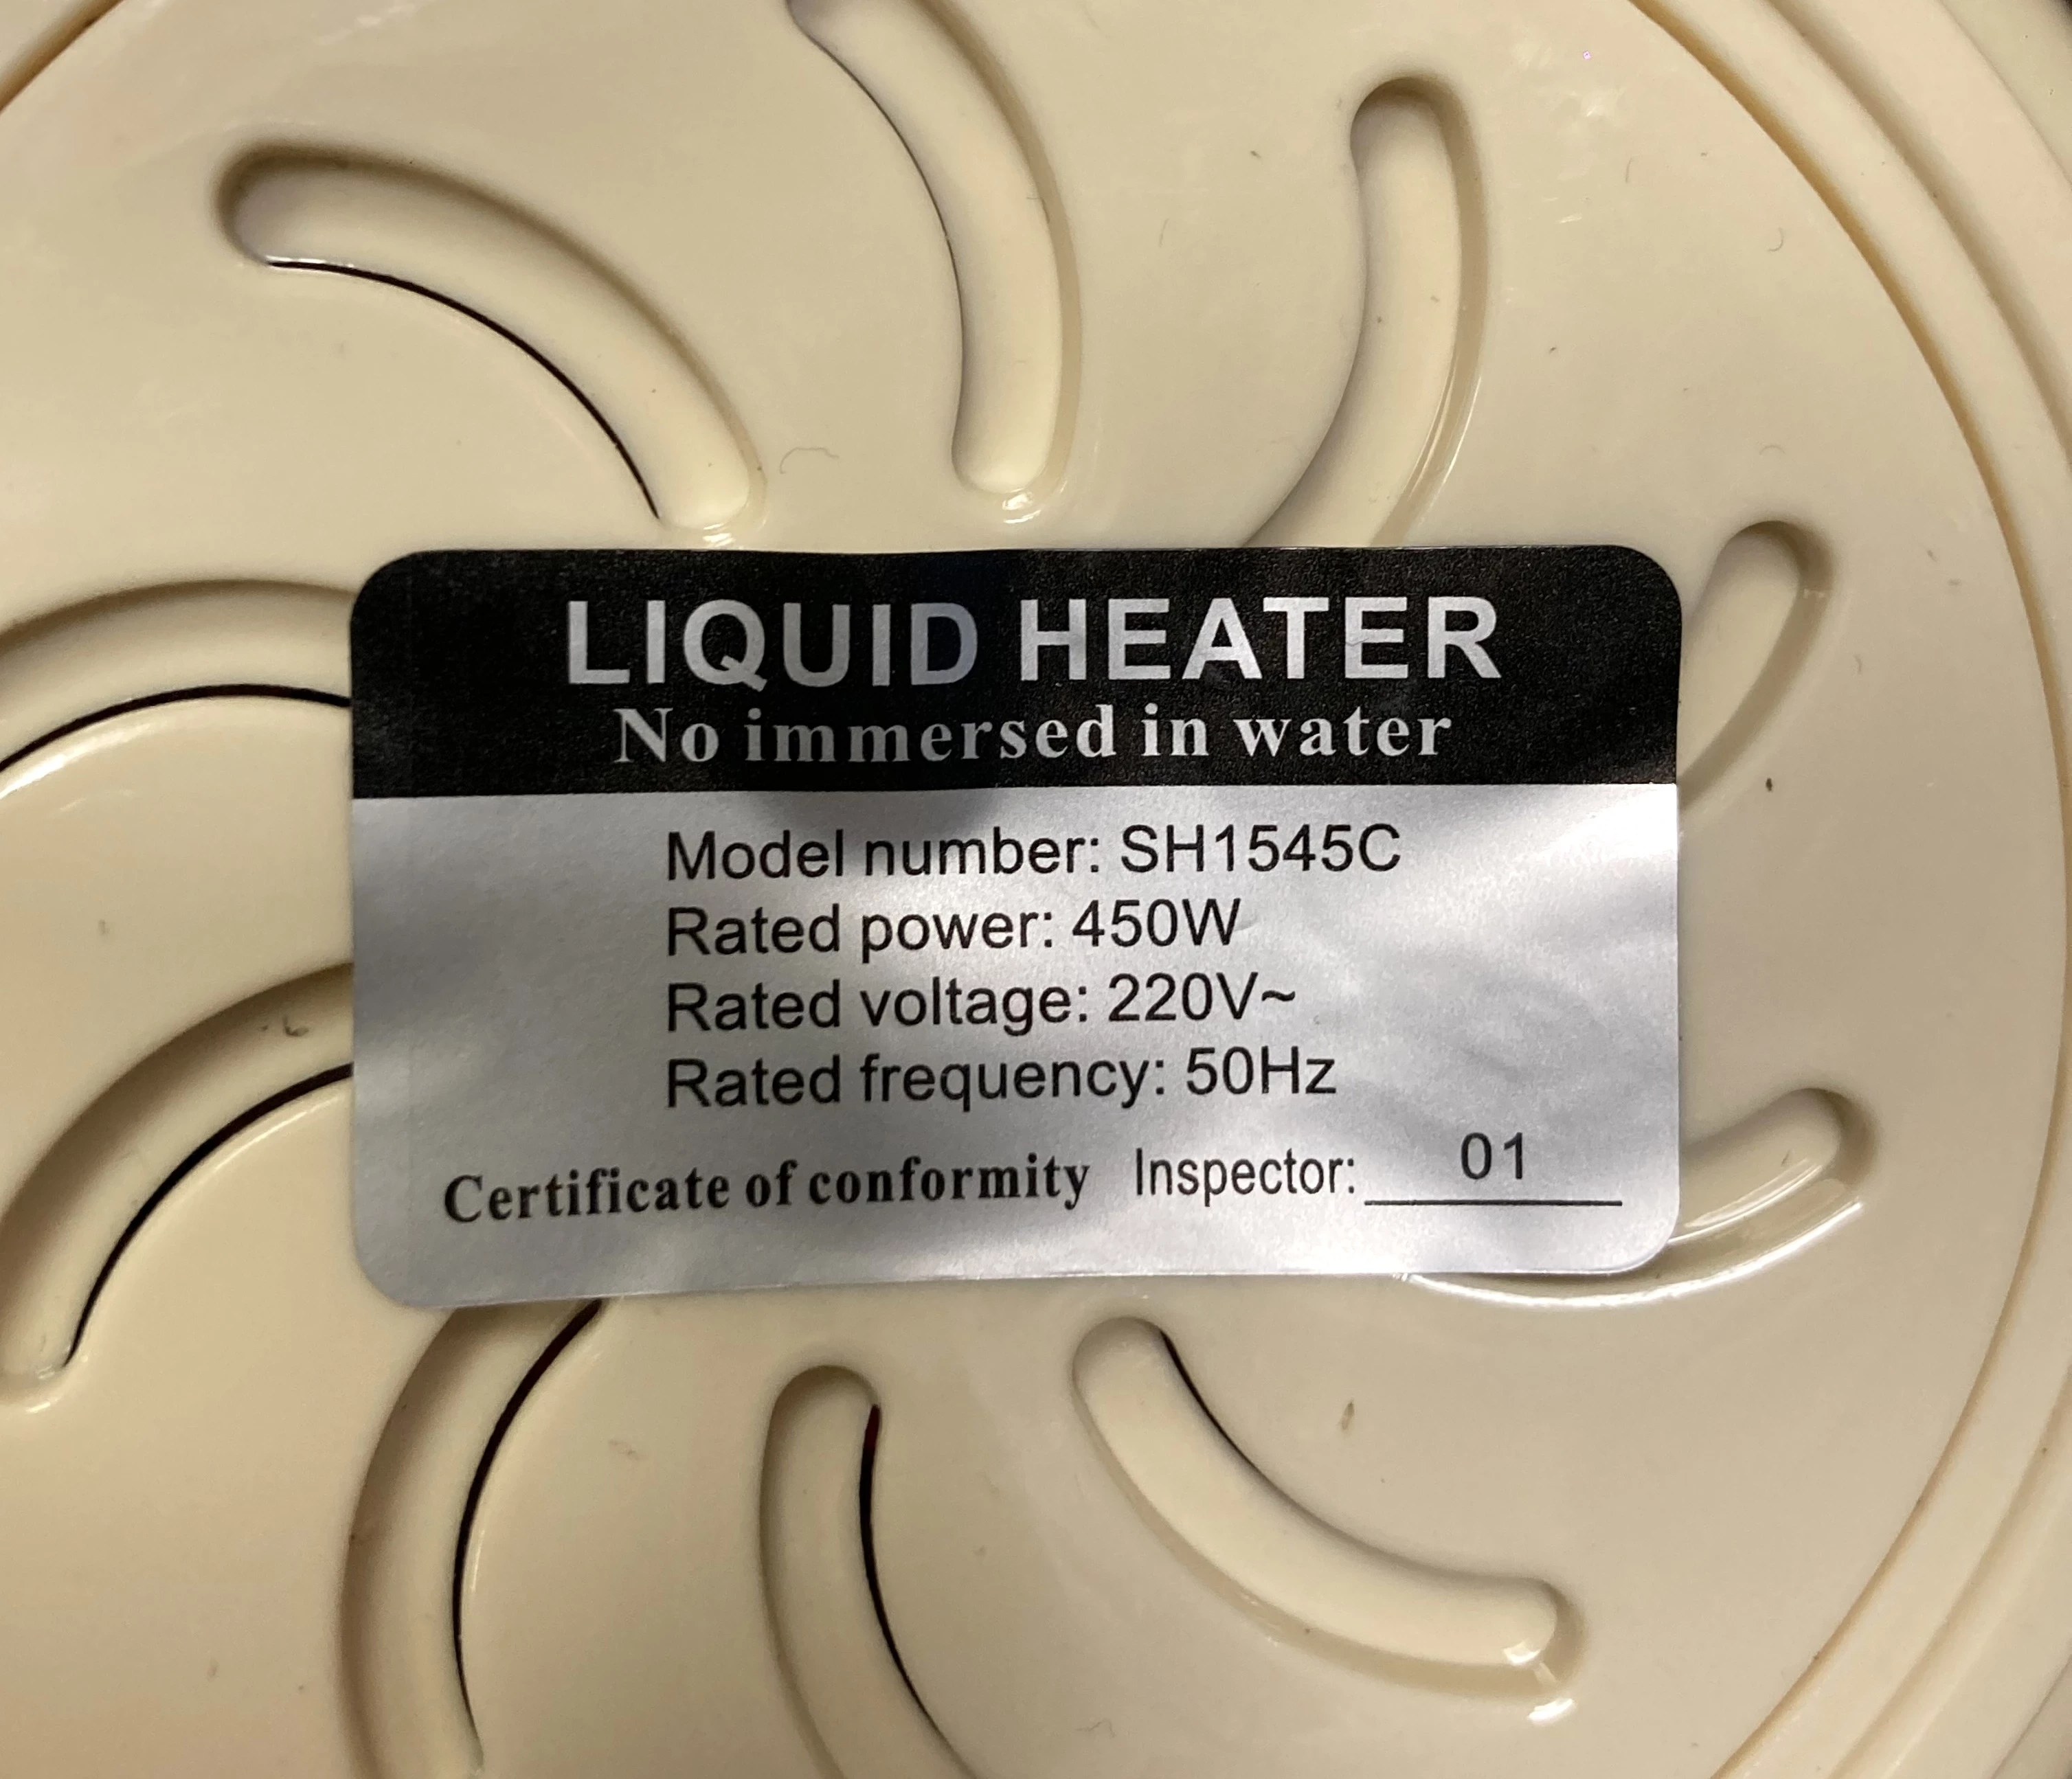 LIQUID HEATER
No immersed in water
Model number: SH1545C
Rated power: 450W
Rated voltage: 220V~
Rated frequency: 50Hz
Certificate of conformity Inspector: 01